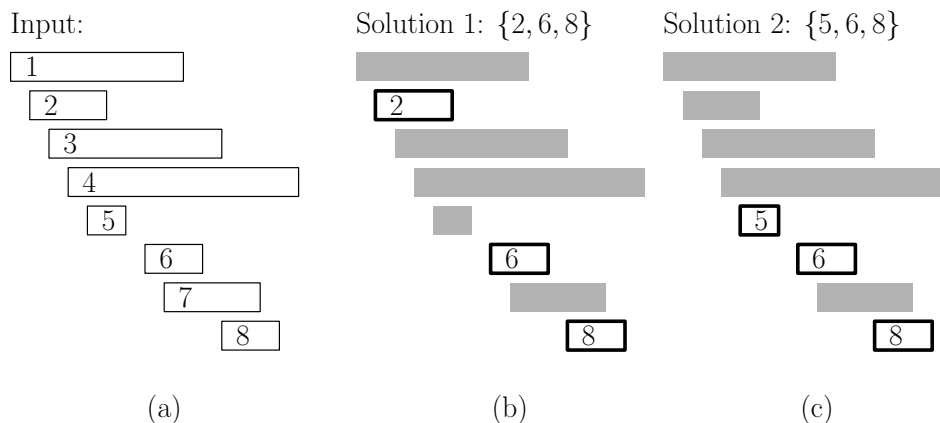 Input:
1
2
3
4
5
6
7
8
(a)
Solution 1: {2, 6, 8}
2
6
8
(b)
Solution 2: {5, 6, 8}
5
6
8
(c)